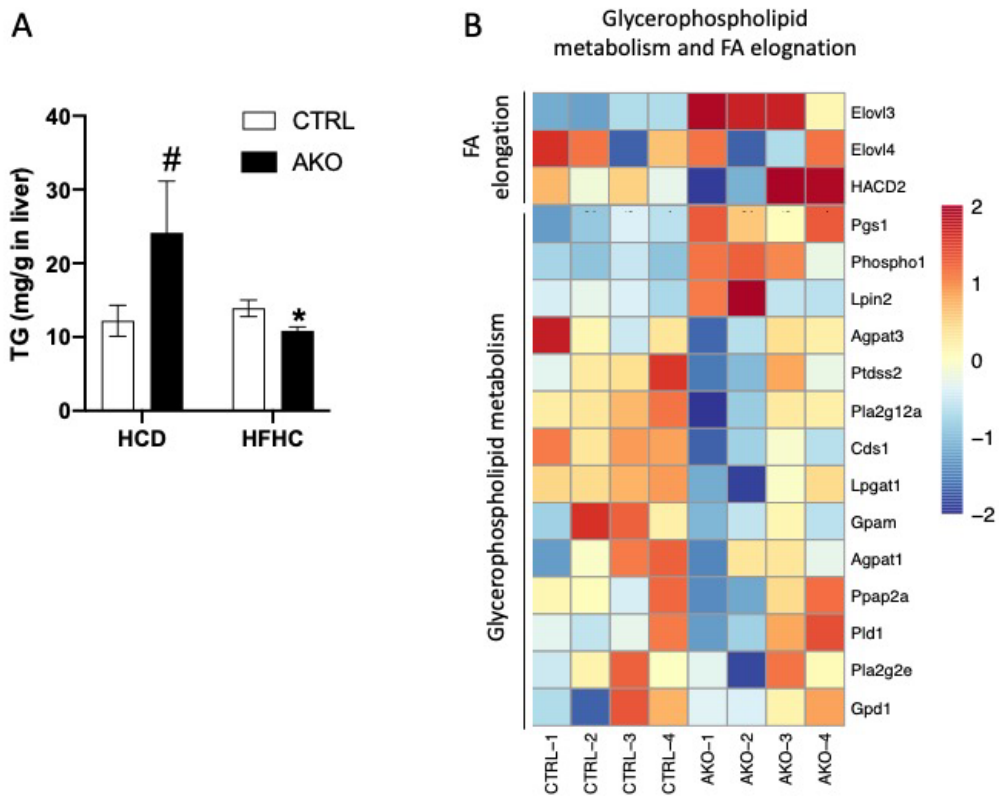 A
40
30
20
10
0
TG (mg/g in liver)
CTRL
AKO
#
*
HCD
HFHC
B
Glycerophospholipid
metabolism and FA elognation
FA
elongation
Glycerophospholipid metabolism
Elovl3
Elovl4
HACD2
Pgs1
Phospho1
Lpin2
Agpat3
Ptdss2
Pla2g12a
Cds1
Lpgat1
Gpam
Agpat1
Ppap2a
Pld1
Pla2g2e
Gpd1
CTRL−1
CTRL−2
CTRL−3
CTRL−4
AKO−1
AKO−2
AKO−3
AKO−4
2
1
0
−1
−2